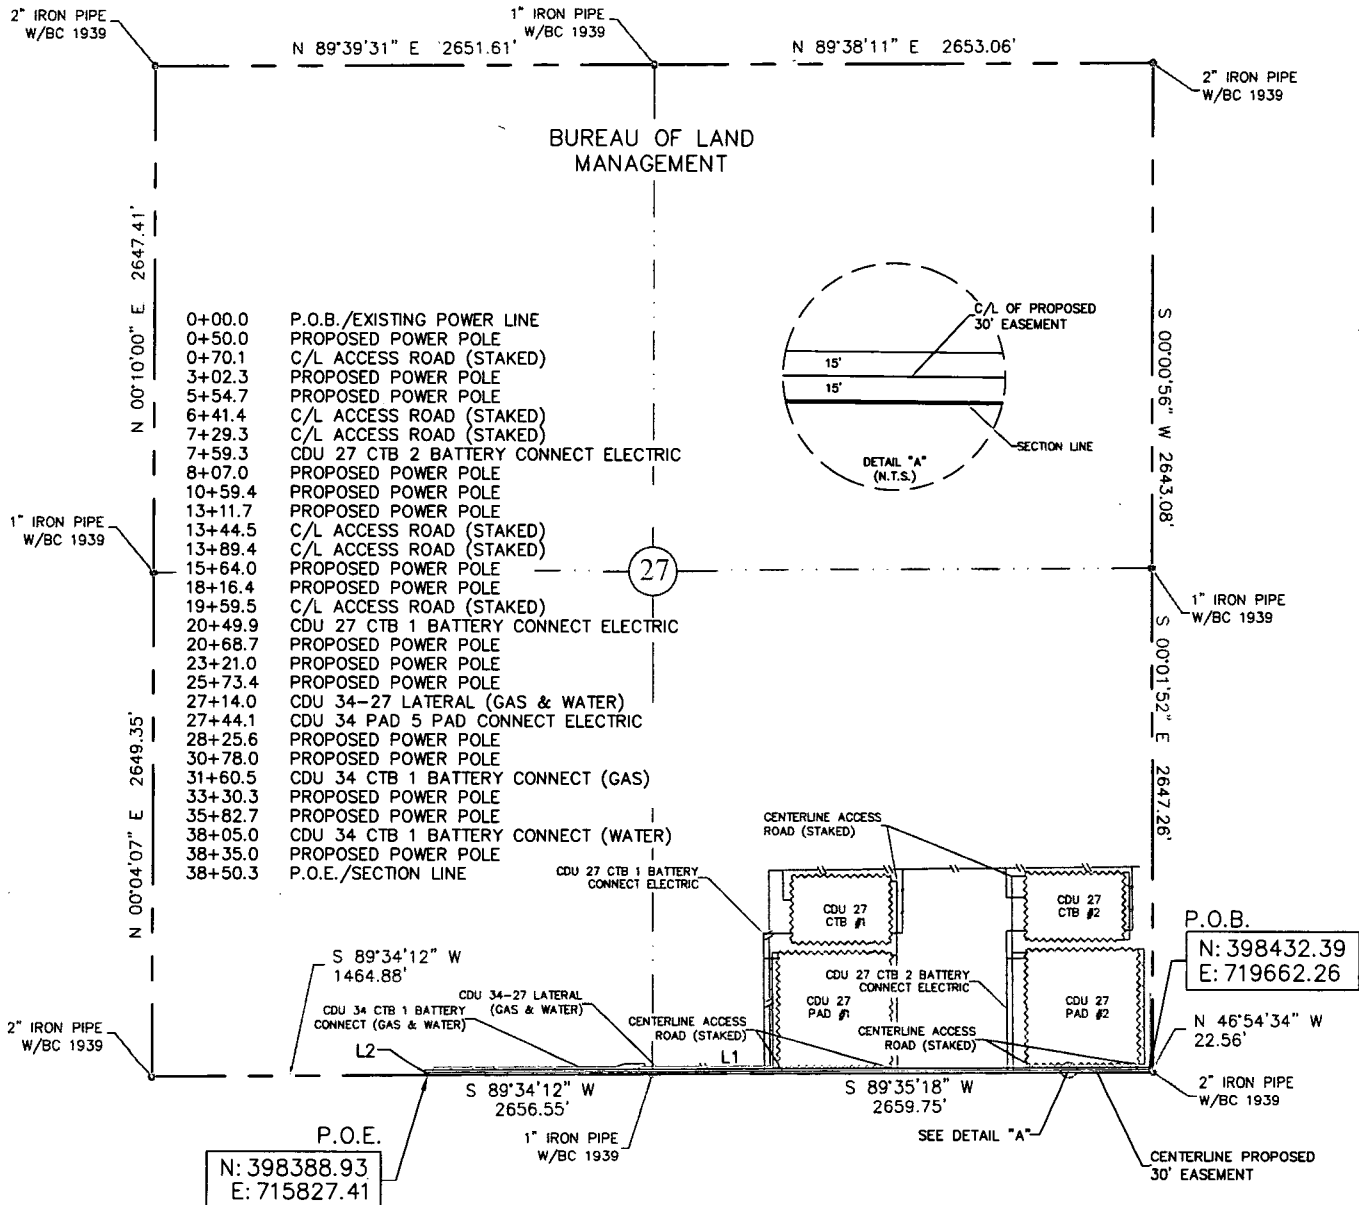 2" IRON PIPE
W/BC 1939
N 89°39'31" E 2651.61'
1" IRON PIPE
W/BC 1939
N 89°38'11" E 2653.06'
2" IRON PIPE
W/BC 1939
BUREAU OF LAND
MANAGEMENT
N 00°10'00" E 2647.41'
0+00.0 P.O.B./EXISTING POWER LINE
0+50.0 PROPOSED POWER POLE
0+70.1 C/L ACCESS ROAD (STAKED)
3+02.3 PROPOSED POWER POLE
5+54.7 PROPOSED POWER POLE
6+41.4 C/L ACCESS ROAD (STAKED)
7+29.3 C/L ACCESS ROAD (STAKED)
7+59.3 CDU 27 CTB 2 BATTERY CONNECT ELECTRIC
8+07.0 PROPOSED POWER POLE
10+59.4 PROPOSED POWER POLE
13+11.7 PROPOSED POWER POLE
13+44.5 C/L ACCESS ROAD (STAKED)
13+89.4 C/L ACCESS ROAD (STAKED)
15+64.0 PROPOSED POWER POLE
18+16.4 PROPOSED POWER POLE
19+59.5 C/L ACCESS ROAD (STAKED)
20+49.9 CDU 27 CTB 1 BATTERY CONNECT ELECTRIC
20+68.7 PROPOSED POWER POLE
23+21.0 PROPOSED POWER POLE
25+73.4 PROPOSED POWER POLE
27+14.0 CDU 34-27 LATERAL (GAS & WATER)
27+44.1 CDU 34 PAD 5 PAD CONNECT ELECTRIC
28+25.6 PROPOSED POWER POLE
30+78.0 PROPOSED POWER POLE
31+60.5 CDU 34 CTB 1 BATTERY CONNECT (GAS)
33+30.3 PROPOSED POWER POLE
35+82.7 PROPOSED POWER POLE
38+05.0 CDU 34 CTB 1 BATTERY CONNECT (WATER)
38+35.0 PROPOSED POWER POLE
38+50.3 P.O.E./SECTION LINE
C/L OF PROPOSED
30' EASEMENT
15'
15'
SECTION LINE
DETAIL "A"
(N.T.S.)
S 00°00'56" W 2643.08'
1" IRON PIPE
W/BC 1939
27
1" IRON PIPE
W/BC 1939
N 00°04'07" E 2649.35'
S 00°01'52" E 2647.26'
CENTERLINE ACCESS
ROAD (STAKED)
CDU 27 CTB 1 BATTERY
CONNECT ELECTRIC
CDU 27
CTB #1
CDU 27
CTB #2
P.O.B.
N: 398432.39
E: 719662.26
S 89°34'12" W
1464.88'
CDU 27 CTB 2 BATTERY
CONNECT ELECTRIC
CDU 34-27 LATERAL
(GAS & WATER)
CDU 34 CTB 1 BATTERY
CONNECT (GAS & WATER)
CDU 27
PAD #1
CDU 27
PAD #2
CENTERLINE ACCESS
ROAD (STAKED)
CENTERLINE ACCESS
ROAD (STAKED)
N 46°54'34" W
22.56'
2" IRON PIPE
W/BC 1939
L2
L1
S 89°34'12" W
2656.55'
S 89°35'18" W
2659.75'
2" IRON PIPE
W/BC 1939
P.O.E.
N: 398388.93
E: 715827.41
1" IRON PIPE
W/BC 1939
SEE DETAIL "A"
CENTERLINE PROPOSED
30' EASEMENT